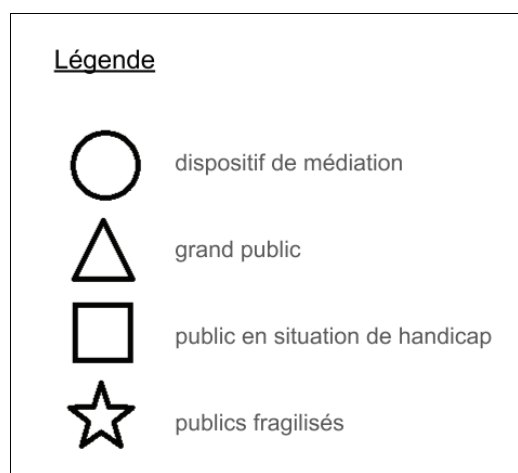 Légende
dispositif de médiation
grand public
public en situation de handicap
publics fragilisés